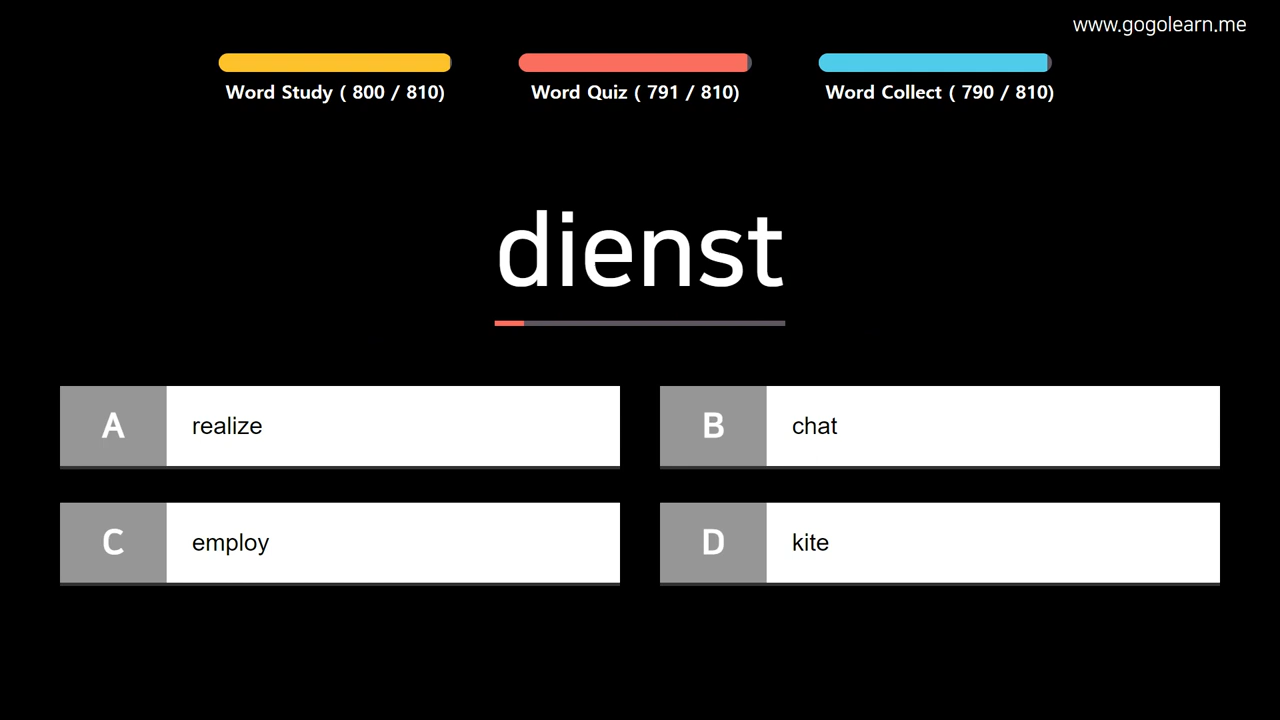 www.gogolearn.me
Word Study ( 800 / 810)
Word Quiz ( 791 / 810)
Word Collect ( 790 / 810)
dienst
A realize
B chat
C employ
D kite